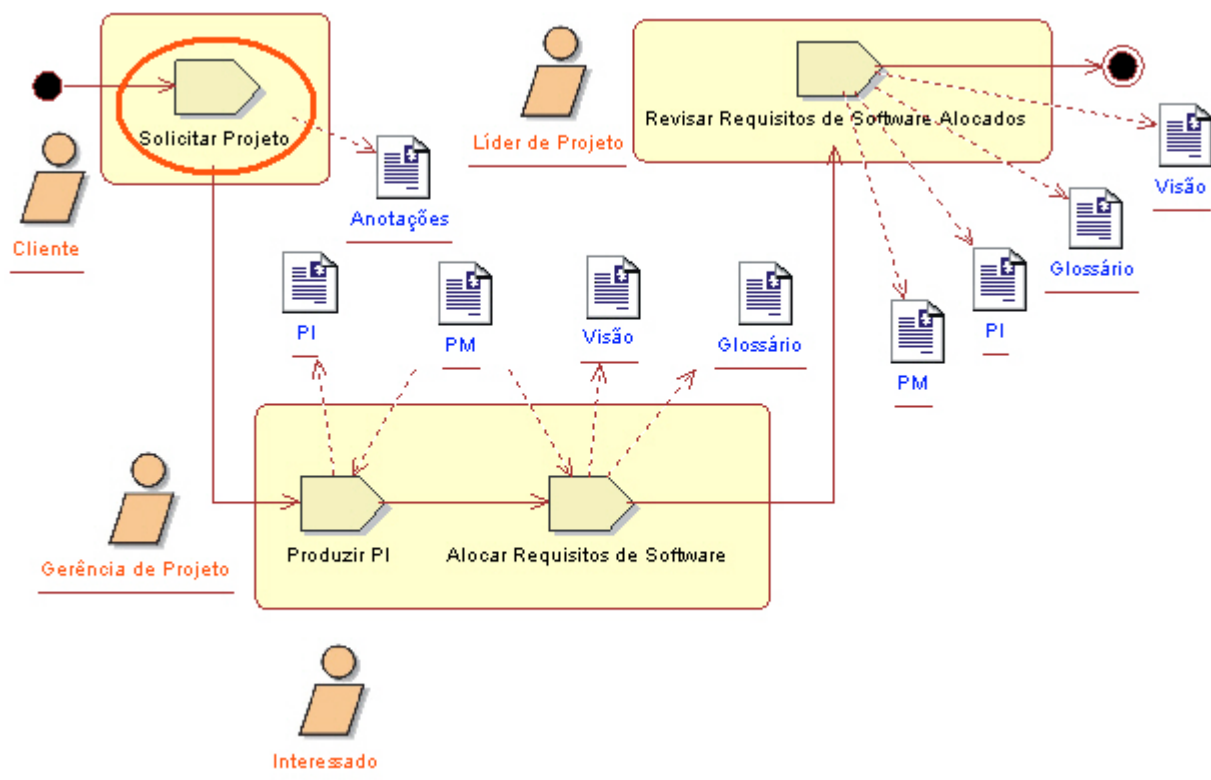 Solicitar Projeto
Cliente
Anotações
Líder de Projeto
Revisar Requisitos de Software Alocados
Visão
Glossário
PI
PM
PI
PM
Visão
Glossário
Gerência de Projeto
Produzir PI
Alocar Requisitos de Software
Interessado